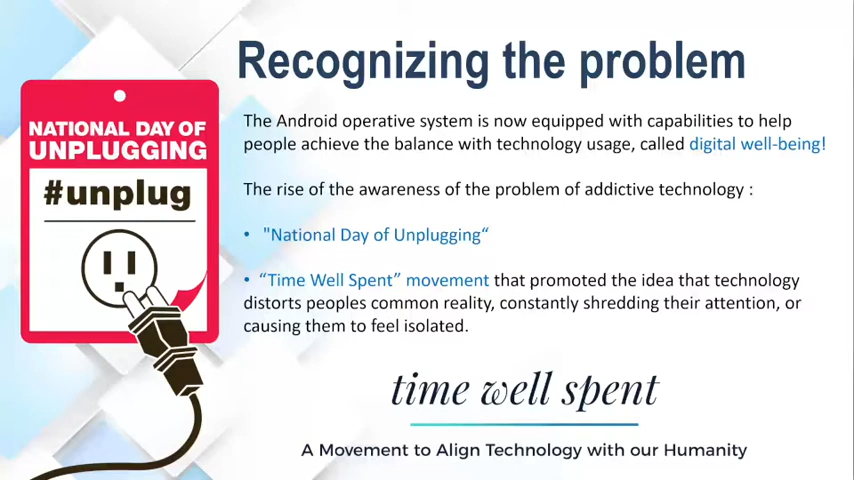 Recognizing the problem
NATIONAL DAY OF
UNPLUGGING
#unplug
The Android operative system is now equipped with capabilities to help
people achieve the balance with technology usage, called digital well-being!
The rise of the awareness of the problem of addictive technology :
• "National Day of Unplugging“
• “Time Well Spent” movement that promoted the idea that technology
distorts peoples common reality, constantly shredding their attention, or
causing them to feel isolated.
time well spent
A Movement to Align Technology with our Humanity